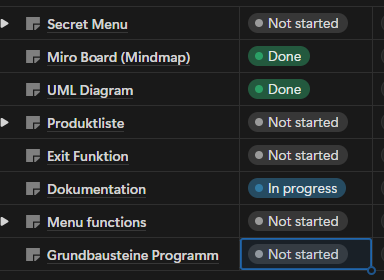 Secret Menu Not started
Miro Board (Mindmap) Done
UML Diagram Done
Produktliste Not started
Exit Funktion Not started
Dokumentation In progress
Menu functions Not started
Grundbausteine Programm Not started